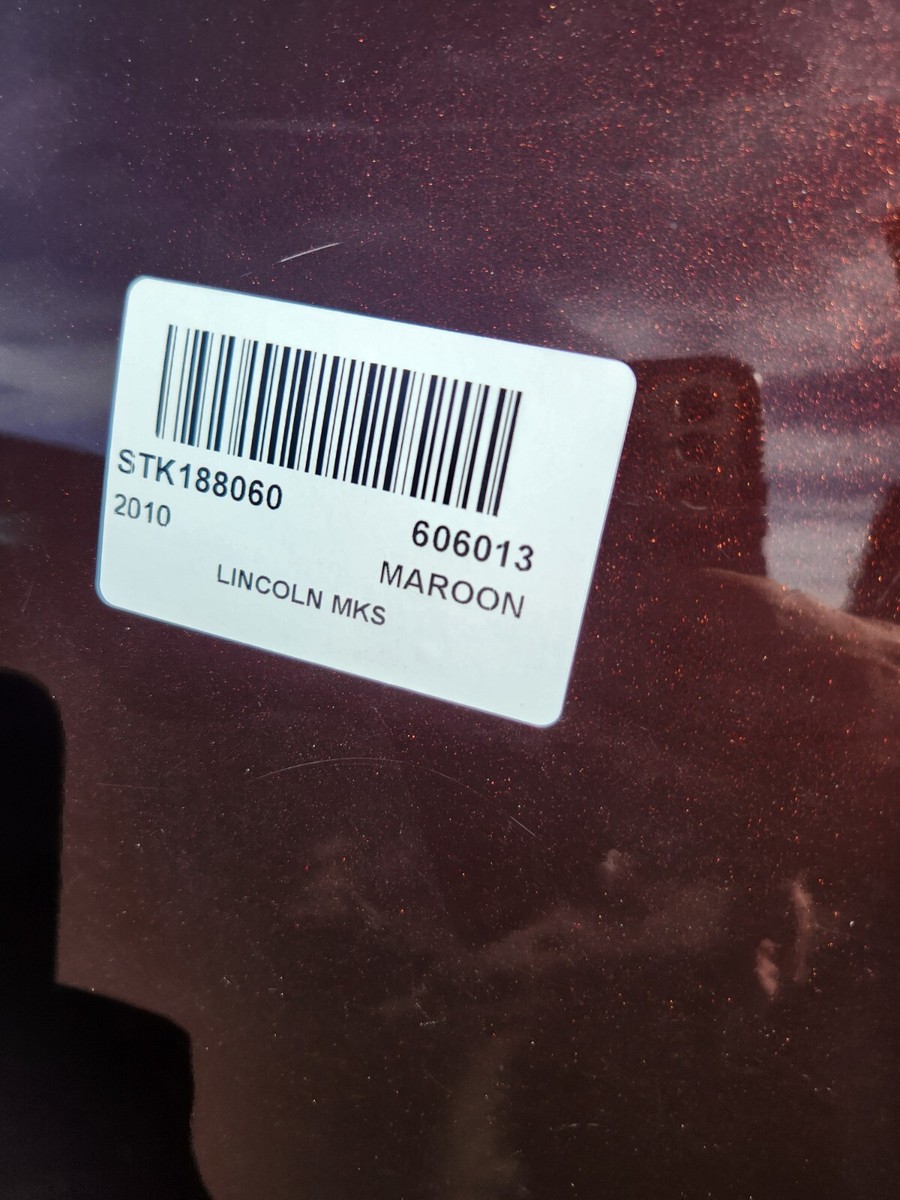 STK188060
606013
2010
MAROON
LINCOLN MKS